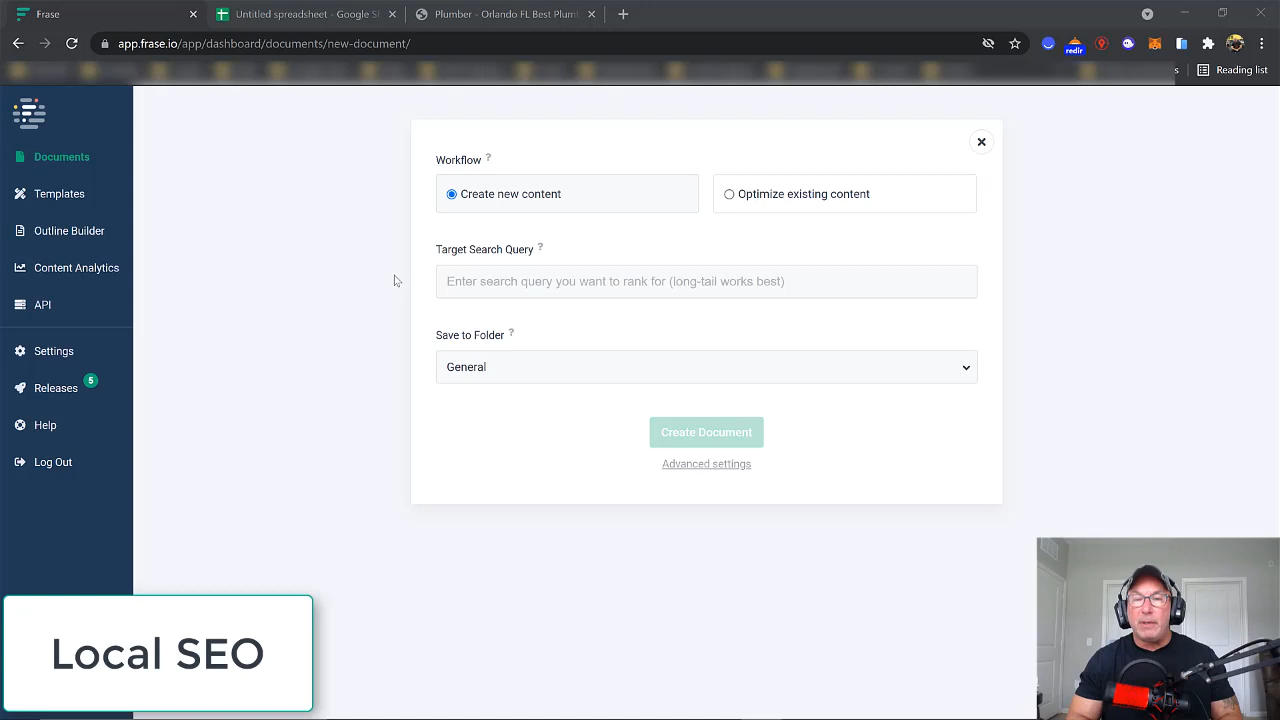 Frase
Untitled spreadsheet - Google Sh
Plumber - Orlando FL Best Plumb
app.frase.io/app/dashboard/documents/new-document/
redir
s
Reading list
Documents
Templates
Outline Builder
Content Analytics
API
Settings
Releases
5
Help
Log Out
Workflow ?
Create new content
Optimize existing content
Target Search Query ?
Enter search query you want to rank for (long-tail works best)
Save to Folder ?
General
Create Document
Advanced settings
Local SEO